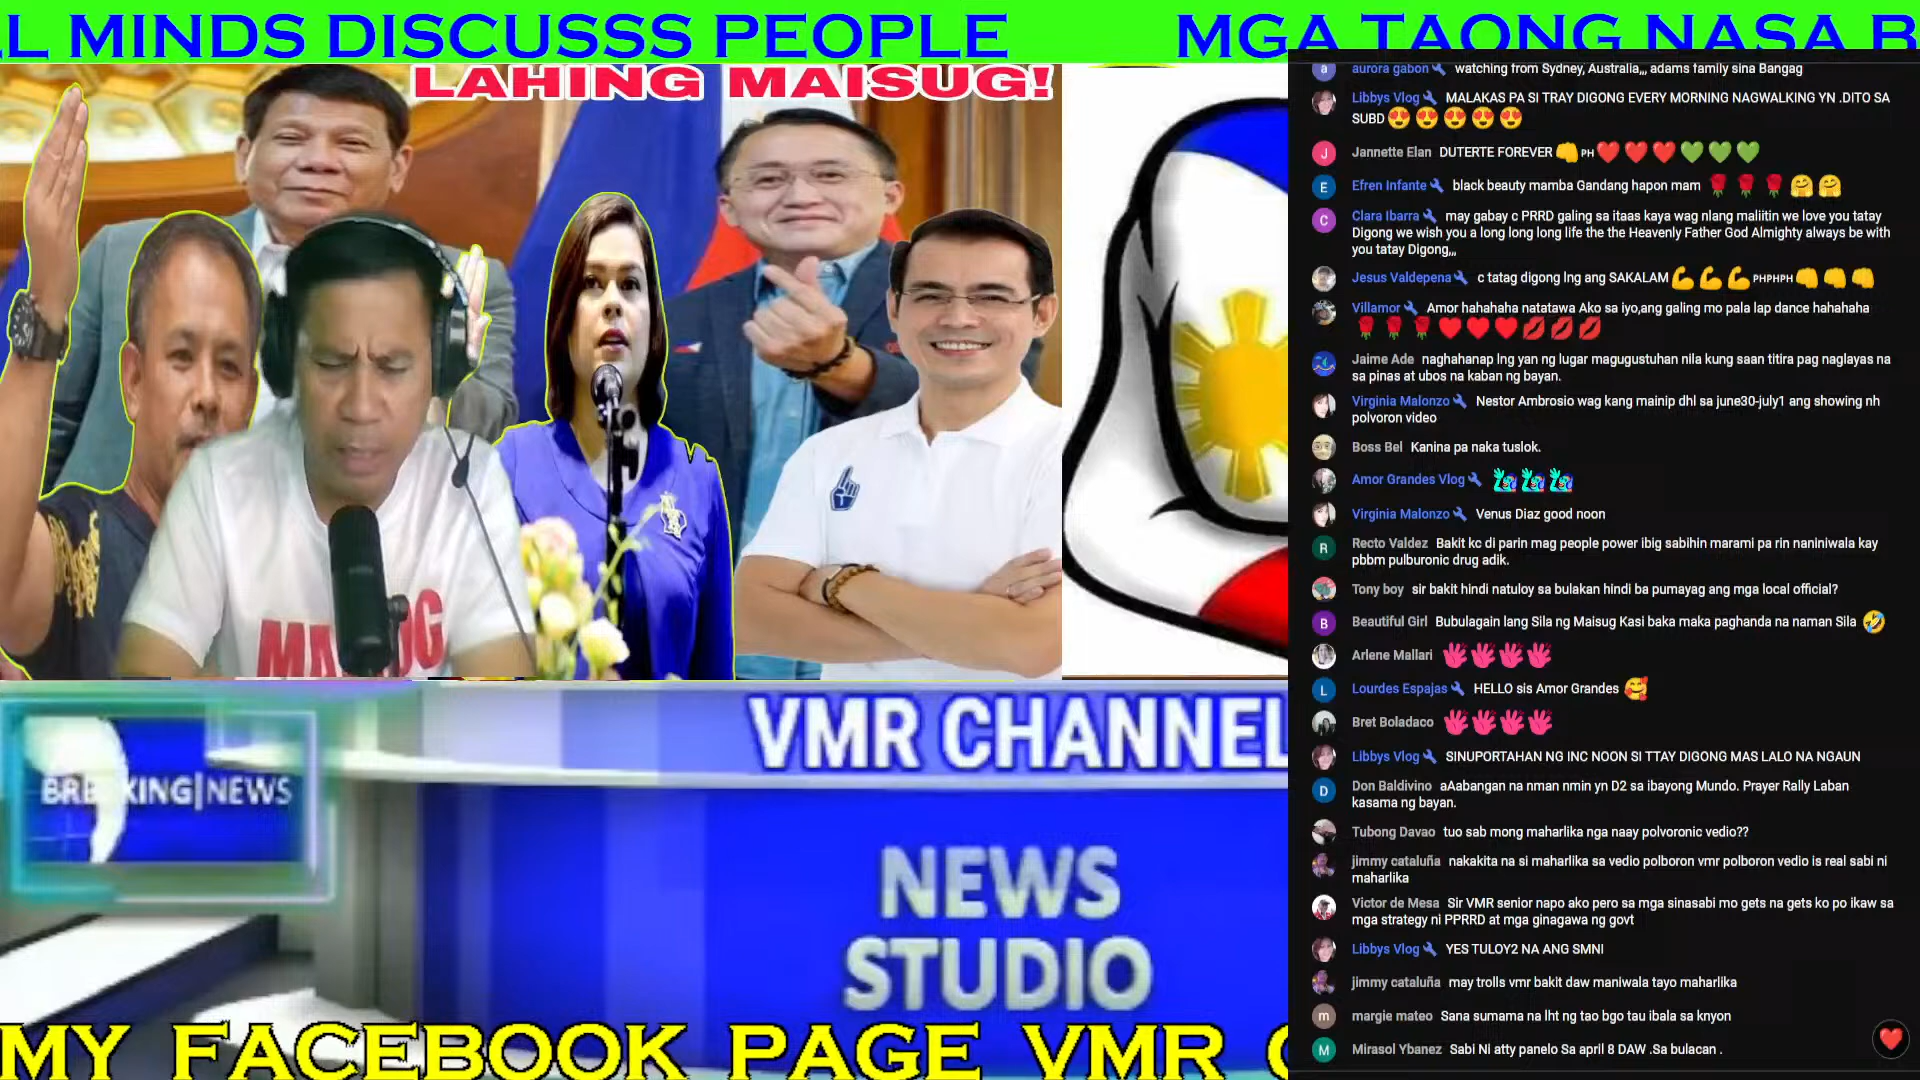 LL MINDS DISCUSSS PEOPLE MGA TAONG NASA B
LAHING MAISUG!
VMR CHANNEL
BREAKING|NEWS
NEWS
STUDIO
MY FACEBOOK PAGE VMR C
aurora gabon watching from Sydney, Australia,,, adams family sina Bangag
Libbys Vlog MALAKAS PA SI TRAY DIGONG EVERY MORNING NAGWALKING YN .DITO SA
SUBD 😍😍😍😍😍
Jannette Elan DUTERTE FOREVER 👊PH❤️❤️❤️💚💚💚
Efren Infante black beauty mamba Gandang hapon mam 🌹🌹🌹🤗🤗
Clara Ibarra may gabay c PRRD galing sa itaas kaya wag nlang maliitin we love you tatay
Digong we wish you a long long long life the the Heavenly Father God Almighty always be with
you tatay Digong,,,
Jesus Valdepena c tatag digong lng ang SAKALAM💪💪💪PHPHPH👊👊👊
Villamor Amor hahahaha natatawa Ako sa iyo,ang galing mo pala lap dance hahahaha
🌹🌹🌹❤️❤️❤️💋💋💋
Jaime Ade naghahanap lng yan ng lugar magugustuhan nila kung saan titira pag naglayas na
sa pinas at ubos na kaban ng bayan.
Virginia Malonzo Nestor Ambrosio wag kang mainip dhl sa june30-july1 ang showing nh
polvoron video
Boss Bel Kanina pa naka tuslok.
Amor Grandes Vlog
Virginia Malonzo Venus Diaz good noon
Recto Valdez Bakit kc di parin mag people power ibig sabihin marami pa rin naniniwala kay
pbbm pulburonic drug adik.
Tony boy sir bakit hindi natuloy sa bulakan hindi ba pumayag ang mga local official?
Beautiful Girl Bubulagain lang Sila ng Maisug Kasi baka maka paghanda na naman Sila 🤣
Arlene Mallari
Lourdes Espajas HELLO sis Amor Grandes 🥰
Bret Boladaco
Libbys Vlog SINUPORTAHAN NG INC NOON SI TTAY DIGONG MAS LALO NA NGAUN
Don Baldivino aAabangan na nman nmin yn D2 sa ibayong Mundo. Prayer Rally Laban
kasama ng bayan.
Tubong Davao tuo sab mong maharlika nga naay polvoronic vedio??
jimmy cataluña nakakita na si maharlika sa vedio polboron vmr polboron vedio is real sabi ni
maharlika
Victor de Mesa Sir VMR senior napo ako pero sa mga sinasabi mo gets na gets ko po ikaw sa
mga strategy ni PPRRD at mga ginagawa ng govt
Libbys Vlog YES TULOY2 NA ANG SMNI
jimmy cataluña may trolls vmr bakit daw maniwala tayo maharlika
margie mateo Sana sumama na lht ng tao bgo tau ibala sa knyon
Mirasol Ybanez Sabi Ni atty panelo Sa april 8 DAW .Sa bulacan .